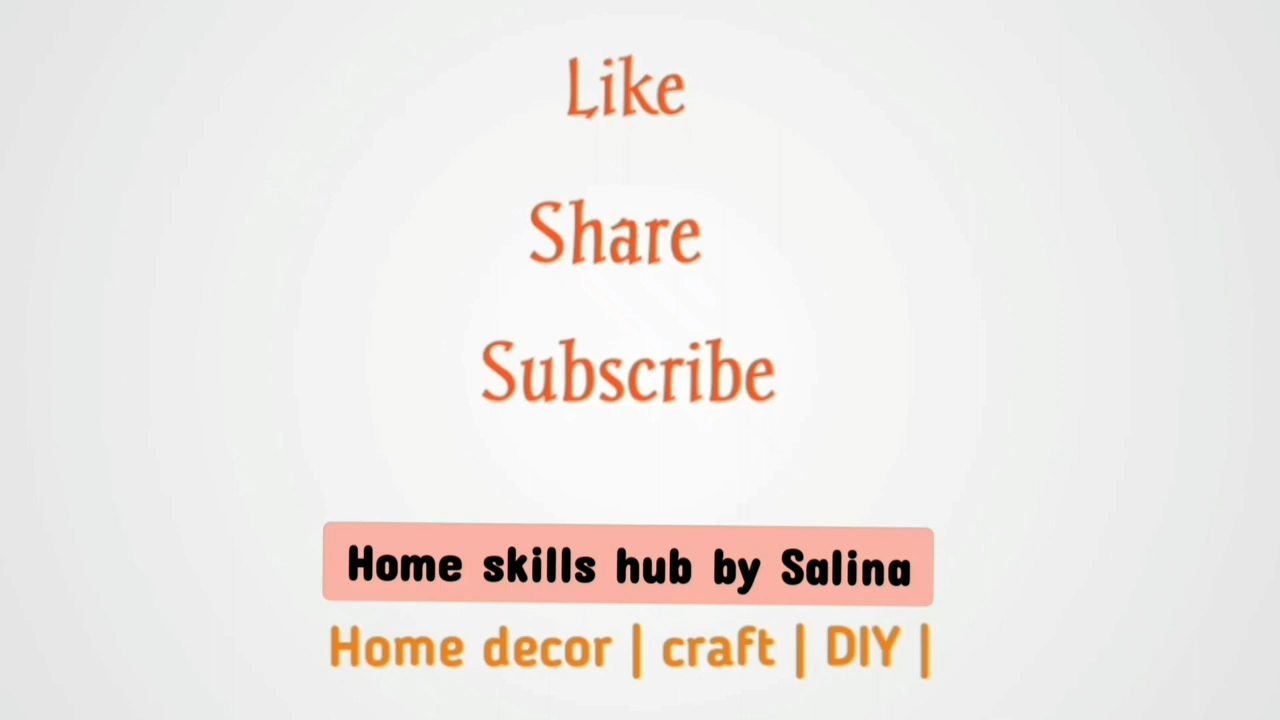 Like
Share
Subscribe
Home skills hub by Salina
Home decor | craft | DIY |